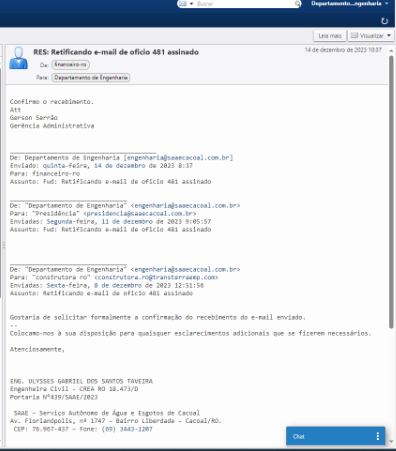 Buscar
Departamento...ngenharia
Leia mais
Visualizar
RES: Retificando e-mail de oficio 481 assinado
14 de dezembro de 2023 10:37
De: financeiro-ro
Para: Departamento de Engenharia
Confirmo o recebimento.
Att
Gerson Serrão
Gerência Administrativa
De: Departamento de Engenharia [engenharia@saaecacoal.com.br]
Enviado: quinta-feira, 14 de dezembro de 2023 8:37
Para: financeiro-ro
Assunto: Fwd: Retificando e-mail de oficio 481 assinado
De: "Departamento de Engenharia" <engenharia@saaecacoal.com.br>
Para: "Presidência" <presidencia@saaecacoal.com.br>
Enviadas: Segunda-feira, 11 de dezembro de 2023 9:05:57
Assunto: Fwd: Retificando e-mail de oficio 481 assinado
De: "Departamento de Engenharia" <engenharia@saaecacoal.com.br>
Para: "construtora ro" <construtora.ro@transterraemp.com>
Enviadas: Sexta-feira, 8 de dezembro de 2023 12:51:56
Assunto: Retificando e-mail de oficio 481 assinado
Gostaria de solicitar formalmente a confirmação do recebimento do e-mail enviado.
--
Colocamo-nos à sua disposição para quaisquer esclarecimentos adicionais que se fizerem necessários.
Atenciosamente,
ENG. ULYSSES GABRIEL DOS SANTOS TAVEIRA
Engenheiro Civil - CREA RO 18.473/D
Portaria Nº439/SAAE/2023
SAAE – Serviço Autônomo de Água e Esgotos de Cacoal
Av. Florianópolis, nº 1747 – Bairro Liberdade – Cacoal/RO.
CEP: 76.967-437 – Fone: (69) 3443-1207
Chat